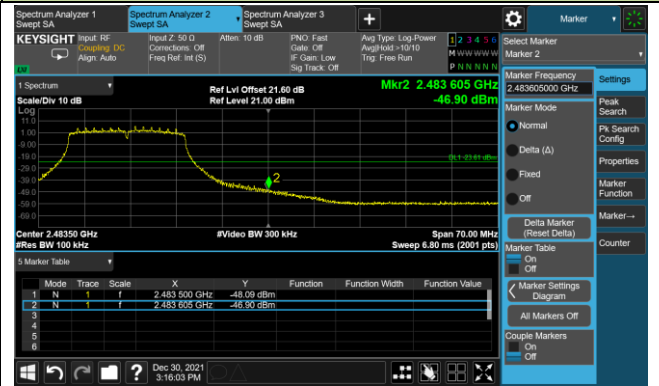 Spectrum Analyzer 1
Swept SA
Spectrum Analyzer 2
Swept SA
Spectrum Analyzer 3
Swept SA
+
Marker
KEYSIGHT
Input: RF
Coupling: DC
Align: Auto
Input Z: 50 Ω
Corrections: Off
Freq Ref: Int (S)
Atten: 10 dB
PNO: Fast
Gate: Off
IF Gain: Low
Sig Track: Off
Avg Type: Log-Power
Avg|Hold:>10/10
Trig: Free Run
1 2 3 4 5 6
M W W W W W
P N N N N N
Select Marker
Marker 2
1 Spectrum
Scale/Div 10 dB
Log
Ref Lvl Offset 21.60 dB
Ref Level 21.00 dBm
Mkr2 2.483 605 GHz
-46.90 dBm
11.0
1.00
-9.00
-19.0
-29.0
-39.0
-49.0
-59.0
-69.0
DL1 -23.61 dBm
2
Center 2.48350 GHz
#Res BW 100 kHz
#Video BW 300 kHz
Span 70.00 MHz
Sweep 6.80 ms (2001 pts)
5 Marker Table
Mode Trace Scale X Y Function Function Width Function Value
1 N 1 f 2.483 500 GHz -48.09 dBm
2 N 1 f 2.483 605 GHz -46.90 dBm
3
4
5
6
Marker Frequency
2.483605000 GHz
Marker Mode
Normal
Delta (Δ)
Fixed
Off
Delta Marker
(Reset Delta)
Marker Table
On
Off
Marker Settings
Diagram
All Markers Off
Couple Markers
On
Off
Settings
Peak
Search
Pk Search
Config
Properties
Marker
Function
Marker→
Counter
?
Dec 30, 2021
3:16:03 PM